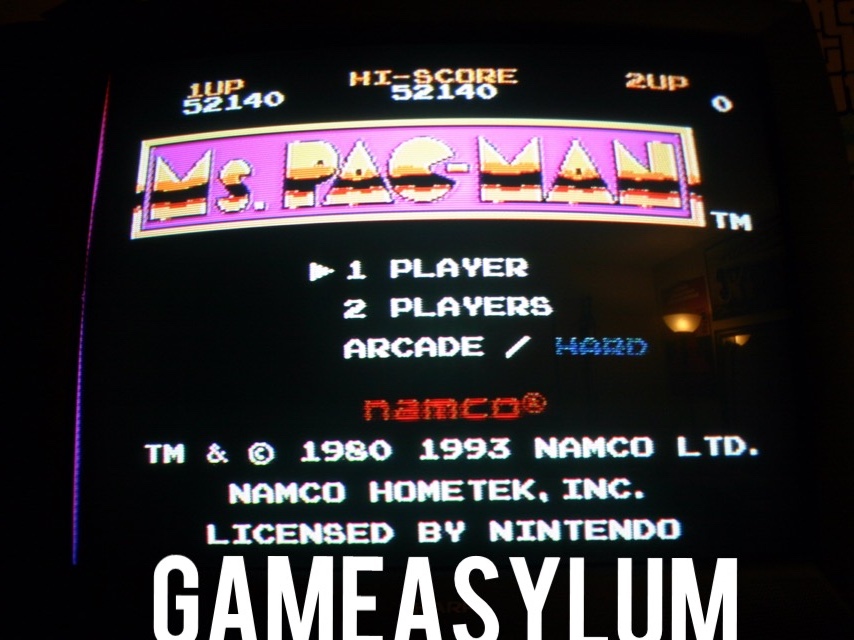 1UP HI-SCORE 2UP
52140 52140 0
Ms. PAC-MAN TM
1 PLAYER
2 PLAYERS
ARCADE / HARD
namco®
TM & © 1980 1993 NAMCO LTD.
NAMCO HOMETEK, INC.
LICENSED BY NINTENDO
GAMEASYLUM